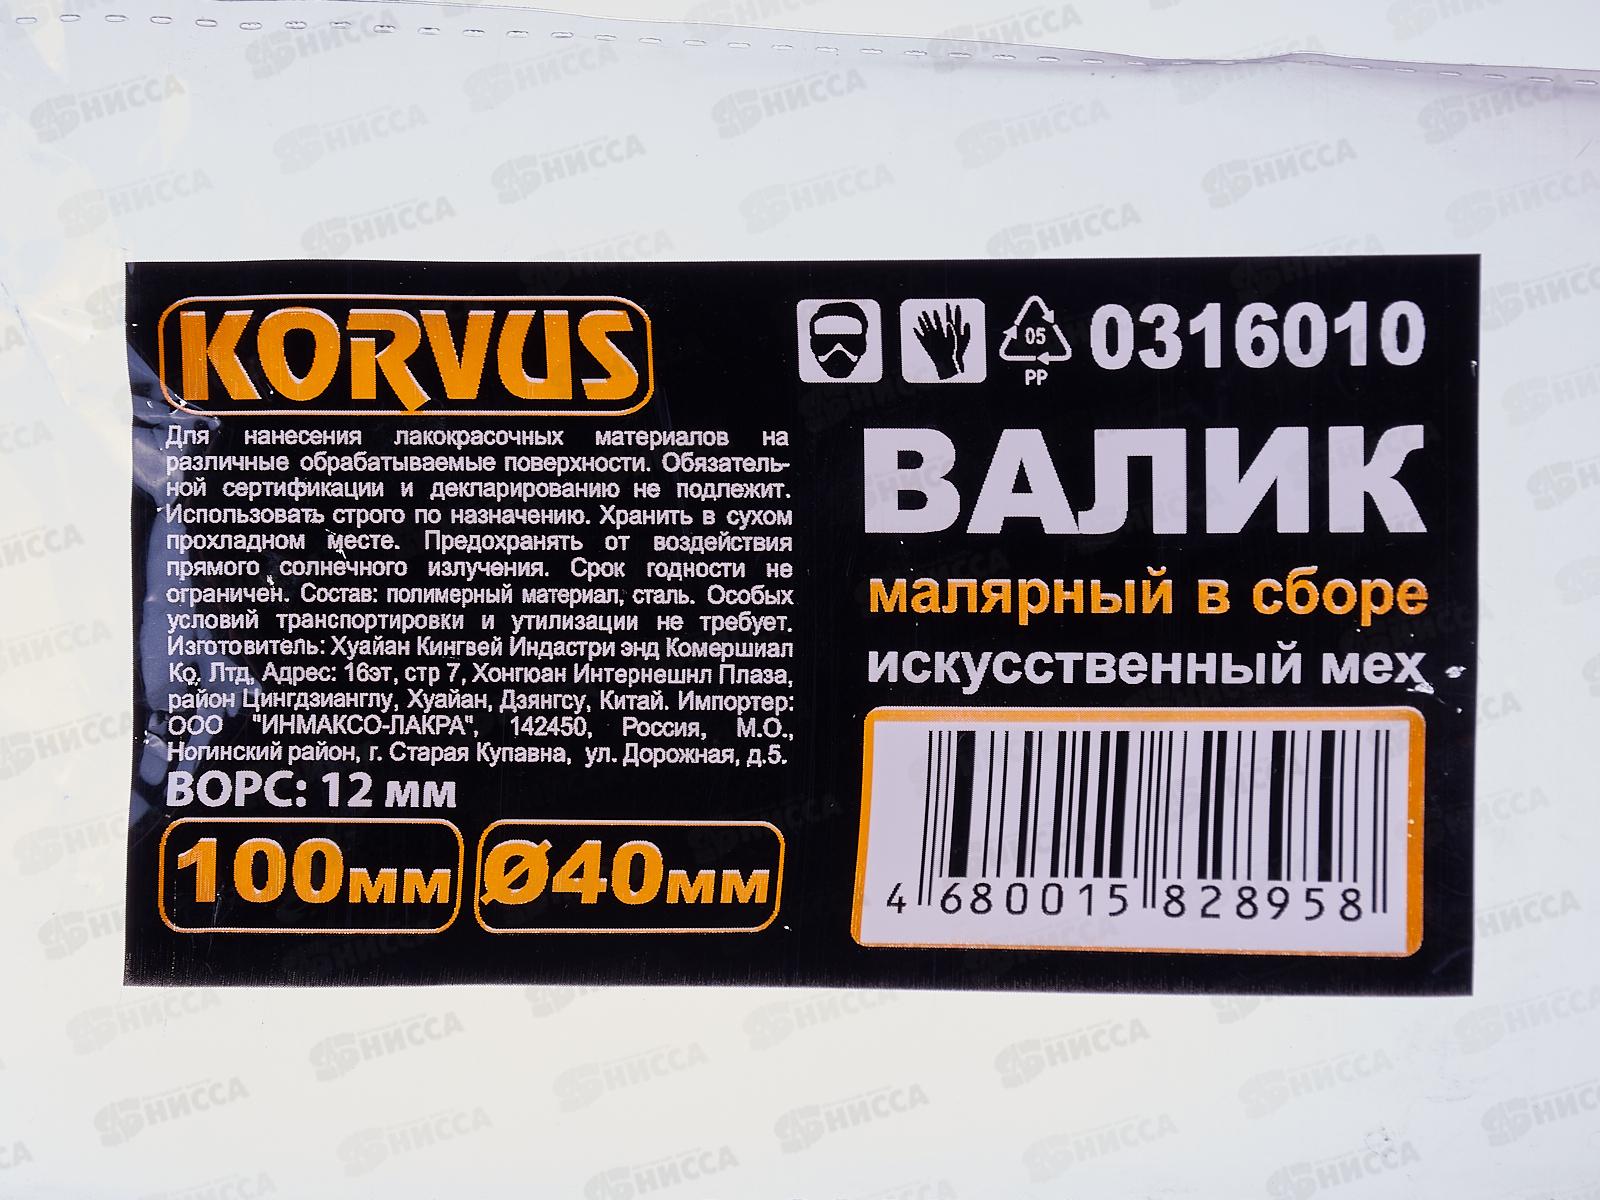 KORVUS
Для нанесения лакокрасочных материалов на
различные обрабатываемые поверхности. Обязатель-
ной сертификации и декларированию не подлежит.
Использовать строго по назначению. Хранить в сухом
прохладном месте. Предохранять от воздействия
прямого солнечного излучения. Срок годности не
ограничен. Состав: полимерный материал, сталь. Особых
условий транспортировки и утилизации не требует.
Изготовитель: Хуайан Кингвей Индастри энд Комершиал
Ко, Лтд, Адрес: 16эт, стр 7, Хонгюан Интернешнл Плаза,
район Цингдзианглу, Хуайан, Дзянгсу, Китай. Импортер:
ООО "ИНМАКСО-ЛАКРА", 142450, Россия, М.О.,
Ногинский район, г. Старая Купавна, ул. Дорожная, д.5.
ВОРС: 12 мм
100мм
Ø40мм
05
PP
0316010
ВАЛИК
малярный в сборе
искусственный мех
4 680015 828958
НИССА